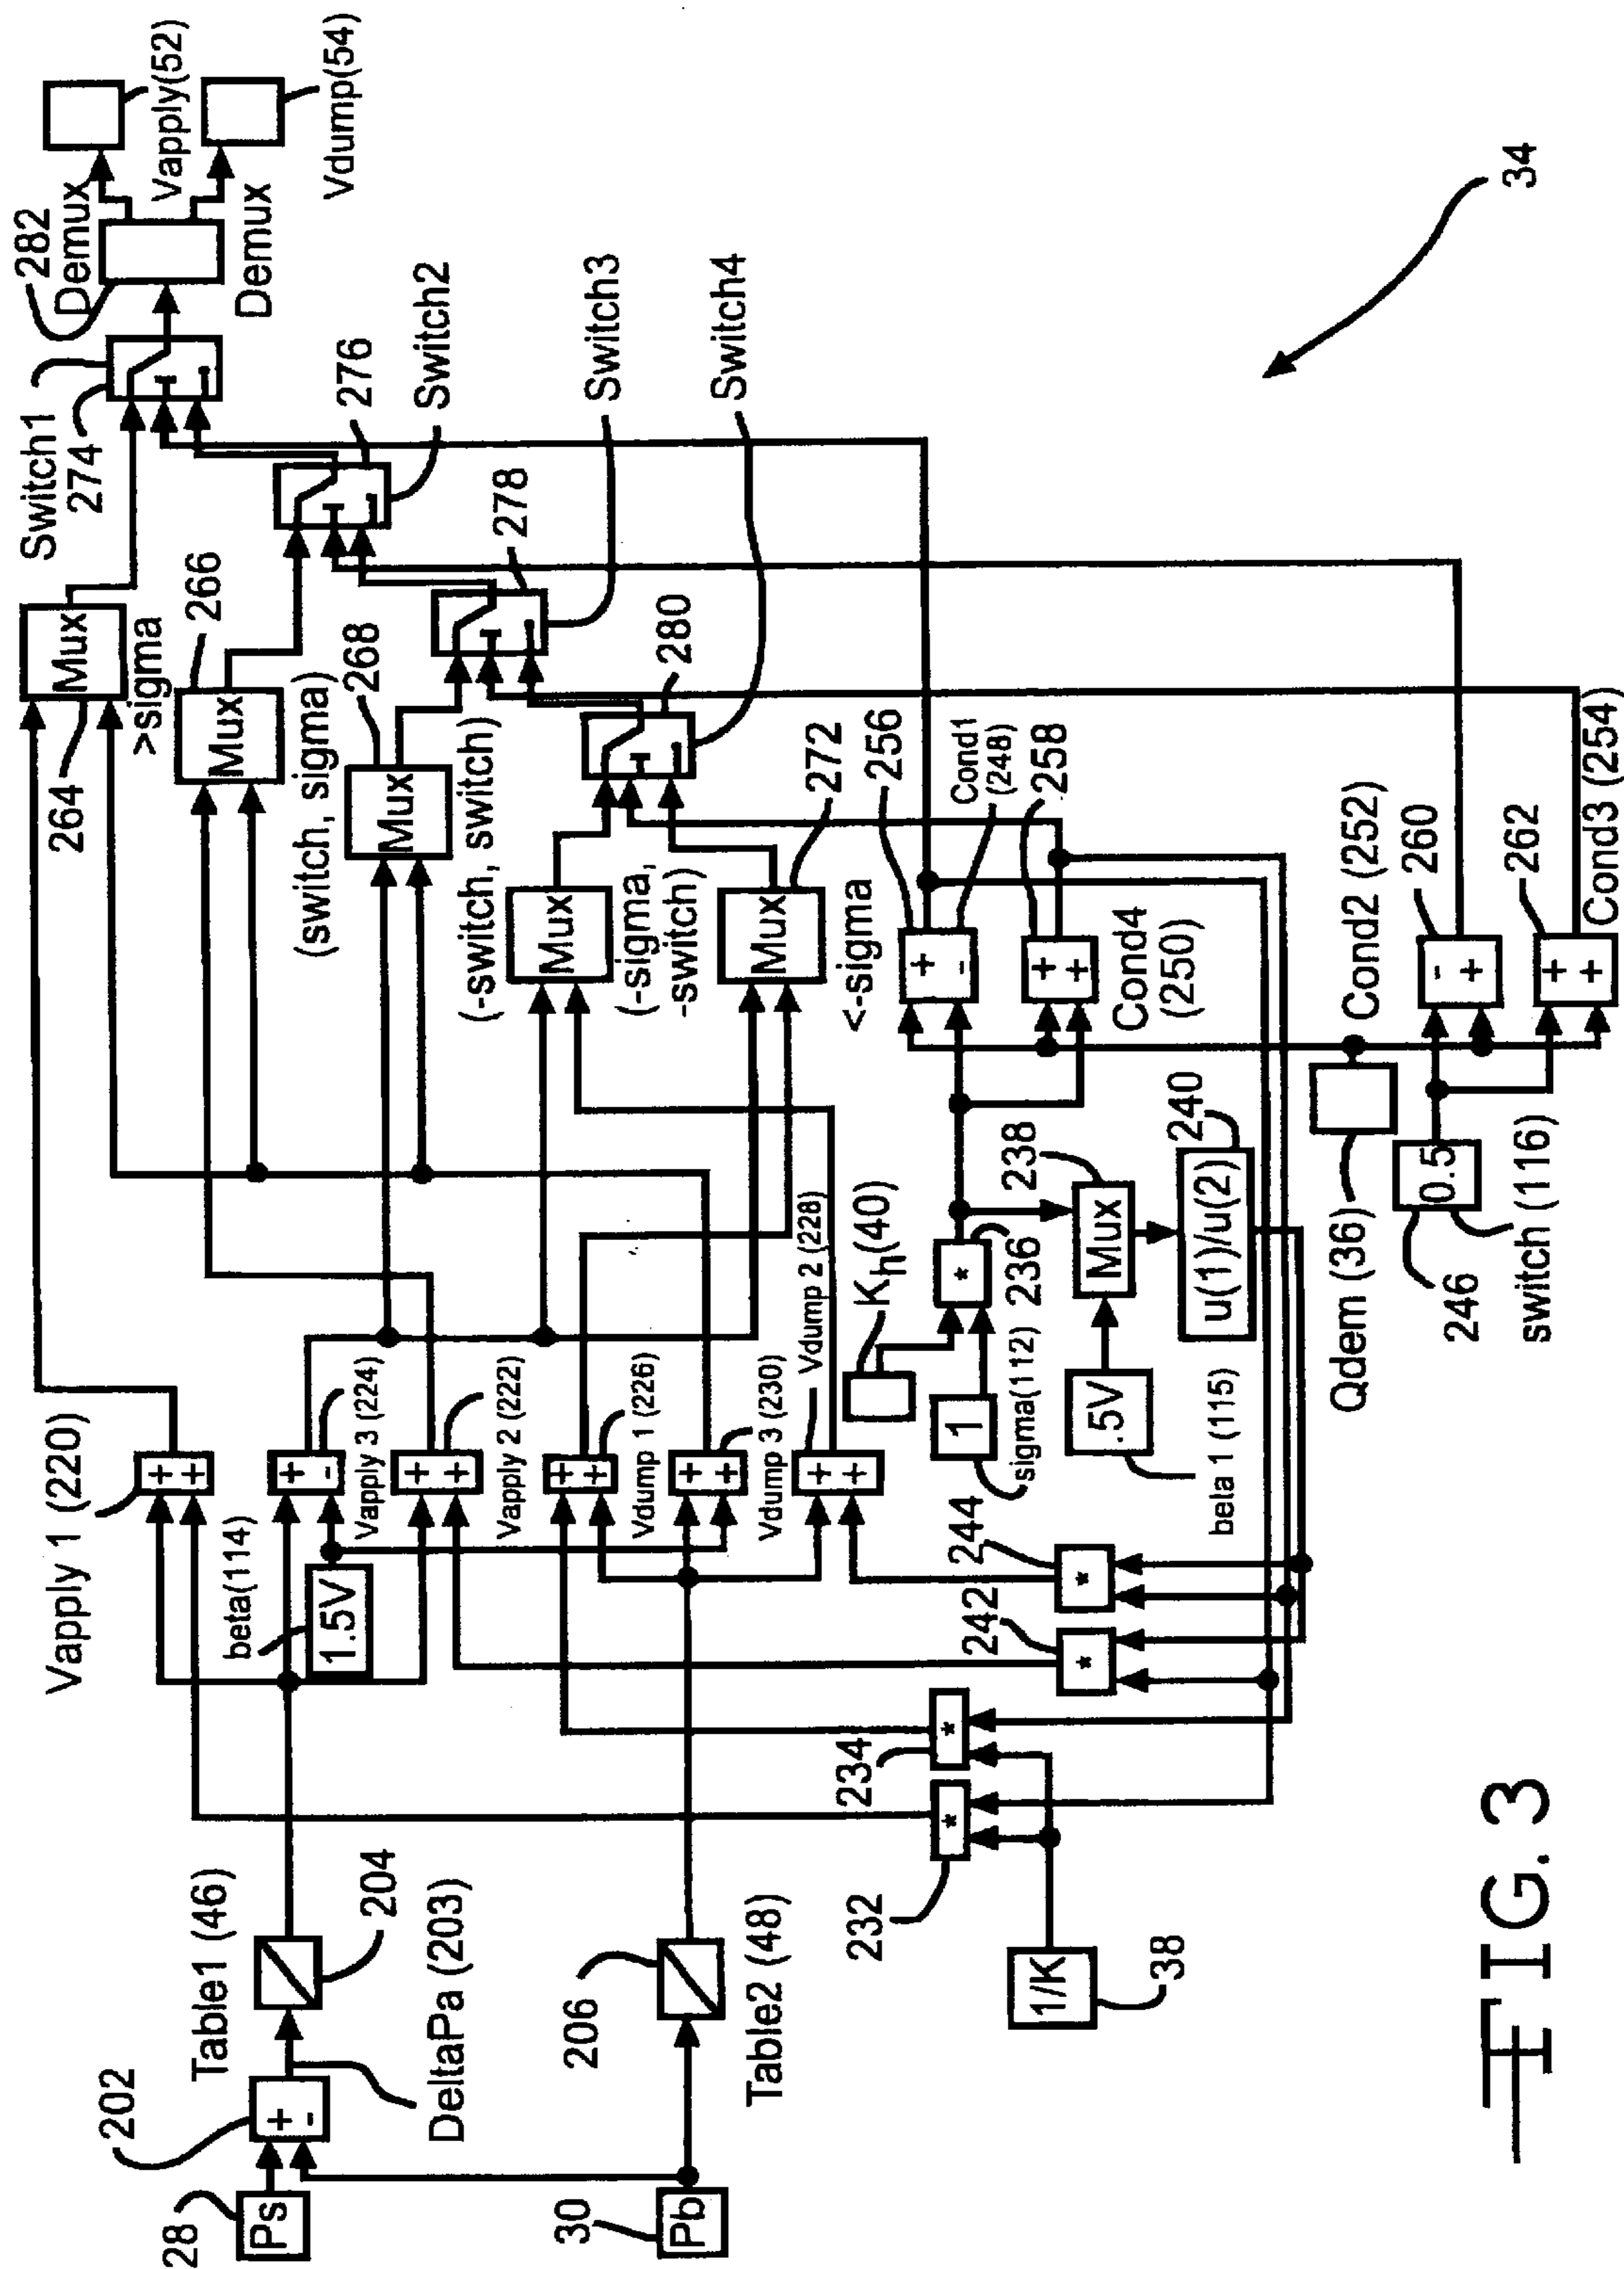 28
Ps
202
+
-
Table1 (46)
204
DeltaPa (203)
30
Pb
206
Table2 (48)
1/K
38
232
*
234
*
242
*
244
*
Vapply 1 (220)
+
+
beta(114)
1.5V
+
-
Vapply 3 (224)
+
+
Vapply 2 (222)
+
+
Vdump 1 (226)
+
+
Vdump 3 (230)
+
+
Vdump 2 (228)
Kh(40)
1
sigma(112)
*
236
.5V
beta 1 (115)
Mux
238
u(1)/u(2)
240
Qdem (36)
0.5
246
switch (116)
264
Mux
>sigma
266
Mux
(switch, sigma)
268
Mux
(-switch, switch)
Mux
(-sigma,
-switch)
272
Mux
<-sigma
256
+
-
Cond1
(248)
258
+
+
Cond4
(250)
Cond2 (252)
260
-
+
262
+
+
Cond3 (254)
Switch1
274
276
Switch2
278
Switch3
280
Switch4
282
Demux
Demux
Vapply(52)
Vdump(54)
34
FIG. 3